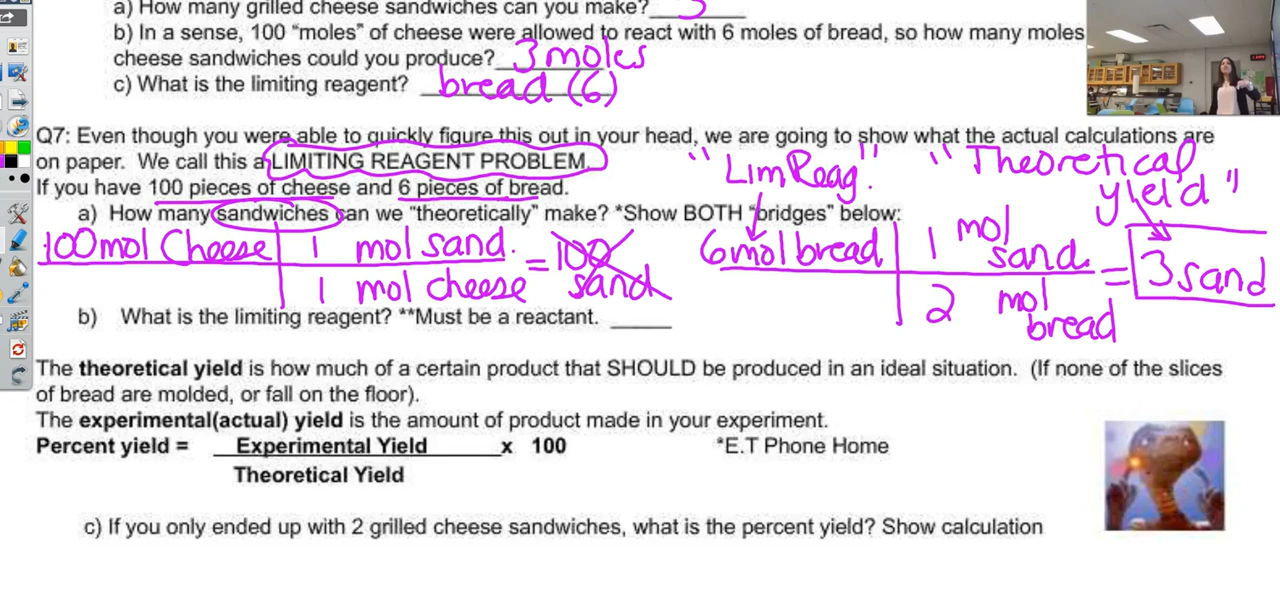 a) How many grilled cheese sandwiches can you make? 3
b) In a sense, 100 “moles” of cheese were allowed to react with 6 moles of bread, so how many moles
cheese sandwiches could you produce? 3 moles
c) What is the limiting reagent? bread (6)
Q7: Even though you were able to quickly figure this out in your head, we are going to show what the actual calculations are
on paper. We call this a LIMITING REAGENT PROBLEM.
If you have 100 pieces of cheese and 6 pieces of bread.
"LimReag." "Theoretical
yield"
a) How many sandwiches can we “theoretically” make? *Show BOTH “bridges” below:
100mol Cheese 1 mol sand. = 100 sand
1 mol cheese
6mol bread 1 mol sand. = 3 sand
2 mol bread
b) What is the limiting reagent? **Must be a reactant. ______
The theoretical yield is how much of a certain product that SHOULD be produced in an ideal situation. (If none of the slices
of bread are molded, or fall on the floor).
The experimental(actual) yield is the amount of product made in your experiment.
Percent yield = Experimental Yield x 100 *E.T Phone Home
Theoretical Yield
c) If you only ended up with 2 grilled cheese sandwiches, what is the percent yield? Show calculation